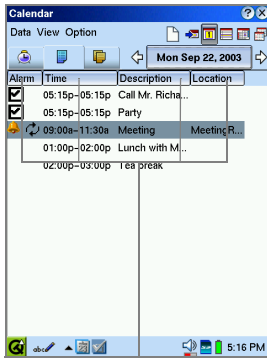 Calendar
Data View Option
Mon Sep 22, 2003
Alarm Time Description Location
05:15p-05:15p Call Mr. Richa...
05:15p-05:15p Party
09:00a-11:30a Meeting Meeting R...
01:00p-02:00p Lunch with M...
02:00p-03:00p Tea break
abc 5:16 PM